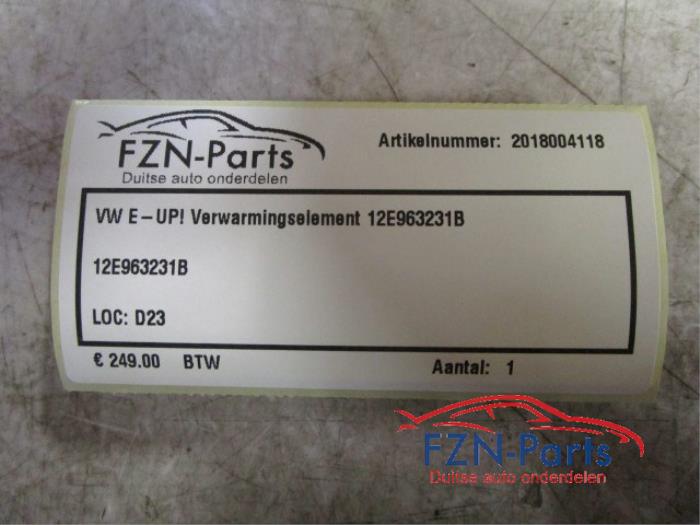 FZN-Parts
Duitse auto onderdelen
Artikelnummer: 2018004118
VW E-UP! Verwarmingselement 12E963231B
12E963231B
LOC: D23
€ 249.00 BTW
Aantal: 1
FZN-Parts
Duitse auto onderdelen